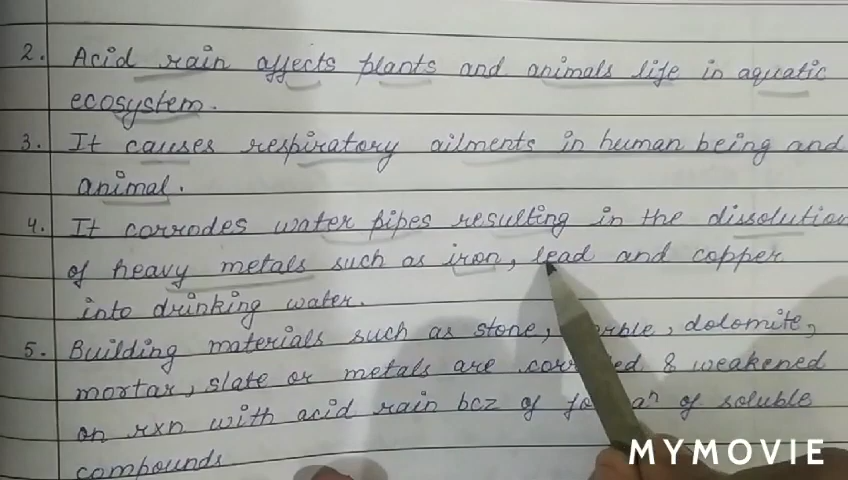 2. Acid rain affects plants and animals life in aquatic
ecosystem.
3. It causes respiratory ailments in human being and
animal.
4. It corrodes water pipes resulting in the dissolution
of heavy metals such as iron, lead and copper
into drinking water.
5. Building materials such as stone, dolomite,
mortar, slate or metals are & weakened
on rxn with acid rain bcz of of soluble
compounds
MYMOVIE